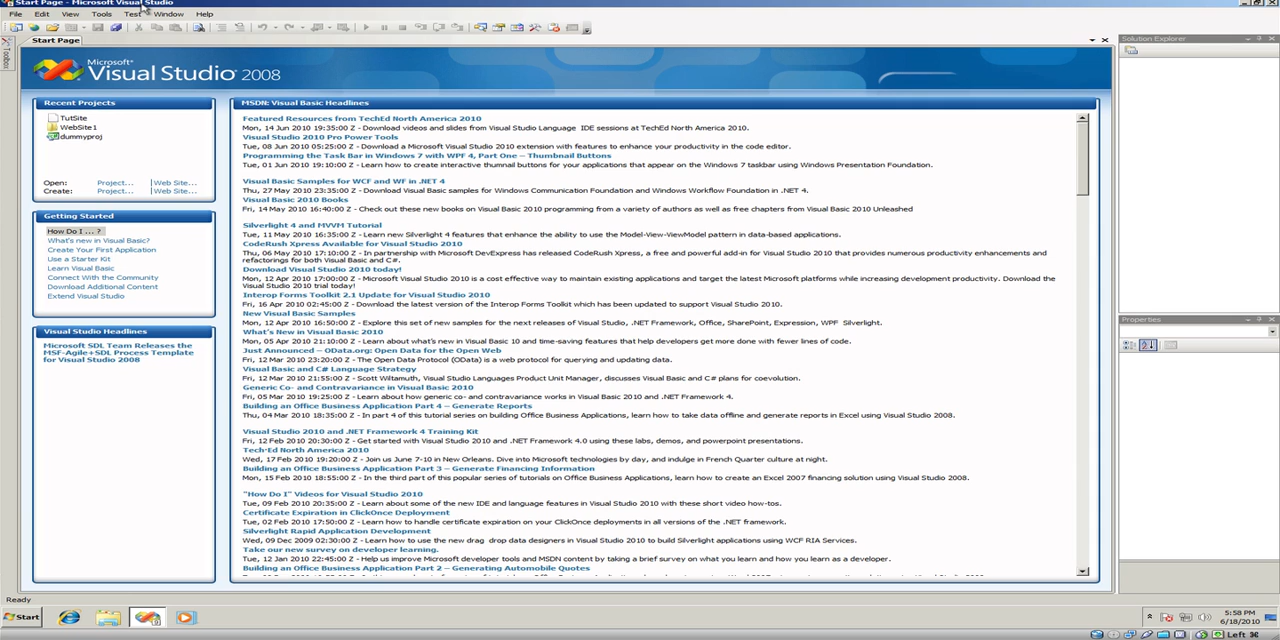 Start Page - Microsoft Visual Studio
File Edit View Tools Test Window Help
Start Page
Toolbox
Solution Explorer
Microsoft
Visual Studio 2008
Recent Projects
TutSite
WebSite1
dummyproj
Open: Project... Web Site...
Create: Project... Web Site...
Getting Started
How Do I ... ?
What's new in Visual Basic?
Create Your First Application
Use a Starter Kit
Learn Visual Basic
Connect With the Community
Download Additional Content
Extend Visual Studio
Visual Studio Headlines
Microsoft SDL Team Releases the
MSF-Agile+SDL Process Template
for Visual Studio 2008
MSDN: Visual Basic Headlines
Featured Resources from TechEd North America 2010
Mon, 14 Jun 2010 19:35:00 Z - Download videos and slides from Visual Studio Language IDE sessions at TechEd North America 2010.
Visual Studio 2010 Pro Power Tools
Tue, 08 Jun 2010 05:25:00 Z - Download a Microsoft Visual Studio 2010 extension with features to enhance your productivity in the code editor.
Programming the Task Bar in Windows 7 with WPF 4, Part One – Thumbnail Buttons
Tue, 01 Jun 2010 19:10:00 Z - Learn how to create interactive thumnail buttons for your applications that appear on the Windows 7 taskbar using Windows Presentation Foundation.
Visual Basic Samples for WCF and WF in .NET 4
Thu, 27 May 2010 23:35:00 Z - Download Visual Basic samples for Windows Communication Foundation and Windows Workflow Foundation in .NET 4.
Visual Basic 2010 Books
Fri, 14 May 2010 16:40:00 Z - Check out these new books on Visual Basic 2010 programming from a variety of authors as well as free chapters from Visual Basic 2010 Unleashed
Silverlight 4 and MVVM Tutorial
Tue, 11 May 2010 16:35:00 Z - Learn new Silverlight 4 features that enhance the ability to use the Model-View-ViewModel pattern in data-based applications.
CodeRush Xpress Available for Visual Studio 2010
Thu, 06 May 2010 17:10:00 Z - In partnership with Microsoft DevExpress has released CodeRush Xpress, a free and powerful add-in for Visual Studio 2010 that provides numerous productivity enhancements and
refactorings for both Visual Basic and C#.
Download Visual Studio 2010 today!
Mon, 12 Apr 2010 17:00:00 Z - Microsoft Visual Studio 2010 is a cost effective way to maintain existing applications and target the latest Microsoft platforms while increasing development productivity. Download the
Visual Studio 2010 trial today!
Interop Forms Toolkit 2.1 Update for Visual Studio 2010
Fri, 16 Apr 2010 02:45:00 Z - Download the latest version of the Interop Forms Toolkit which has been updated to support Visual Studio 2010.
New Visual Basic Samples
Mon, 12 Apr 2010 16:50:00 Z - Explore this set of new samples for the next releases of Visual Studio, .NET Framework, Office, SharePoint, Expression, WPF Silverlight.
What's New in Visual Basic 2010
Mon, 05 Apr 2010 21:10:00 Z - Learn about what's new in Visual Basic 10 and time-saving features that help developers get more done with fewer lines of code.
Just Announced – OData.org: Open Data for the Open Web
Fri, 12 Mar 2010 23:20:00 Z - The Open Data Protocol (OData) is a web protocol for querying and updating data.
Visual Basic and C# Language Strategy
Fri, 12 Mar 2010 21:55:00 Z - Scott Wiltamuth, Visual Studio Languages Product Unit Manager, discusses Visual Basic and C# plans for coevolution.
Generic Co- and Contravariance in Visual Basic 2010
Fri, 05 Mar 2010 19:25:00 Z - Learn about how generic co- and contravariance works in Visual Basic 2010 and .NET Framework 4.
Building an Office Business Application Part 4 – Generate Reports
Thu, 04 Mar 2010 18:35:00 Z - In part 4 of this tutorial series on building Office Business Applications, learn how to take data offline and generate reports in Excel using Visual Studio 2008.
Visual Studio 2010 and .NET Framework 4 Training Kit
Fri, 12 Feb 2010 20:30:00 Z - Get started with Visual Studio 2010 and .NET Framework 4.0 using these labs, demos, and powerpoint presentations.
Tech·Ed North America 2010
Wed, 17 Feb 2010 19:20:00 Z - Join us June 7-10 in New Orleans. Dive into Microsoft technologies by day, and indulge in French Quarter culture at night.
Building an Office Business Application Part 3 – Generate Financing Information
Mon, 15 Feb 2010 18:55:00 Z - In the third part of this popular series of tutorials on Office Business Applications, learn how to create an Excel 2007 financing solution using Visual Studio 2008.
"How Do I" Videos for Visual Studio 2010
Tue, 09 Feb 2010 20:35:00 Z - Learn about some of the new IDE and language features in Visual Studio 2010 with these short video how-tos.
Certificate Expiration in ClickOnce Deployment
Tue, 02 Feb 2010 17:50:00 Z - Learn how to handle certificate expiration on your ClickOnce deployments in all versions of the .NET framework.
Silverlight Rapid Application Development
Wed, 09 Dec 2009 02:30:00 Z - Learn how to use the new drag drop data designers in Visual Studio 2010 to build Silverlight applications using WCF RIA Services.
Take our new survey on developer learning.
Tue, 12 Jan 2010 22:45:00 Z - Help us improve Microsoft developer tools and MSDN content by taking a brief survey on what you learn and how you learn as a developer.
Building an Office Business Application Part 2 – Generating Automobile Quotes
Properties
Ready
Start
5:58 PM
6/18/2010
Left ⌘